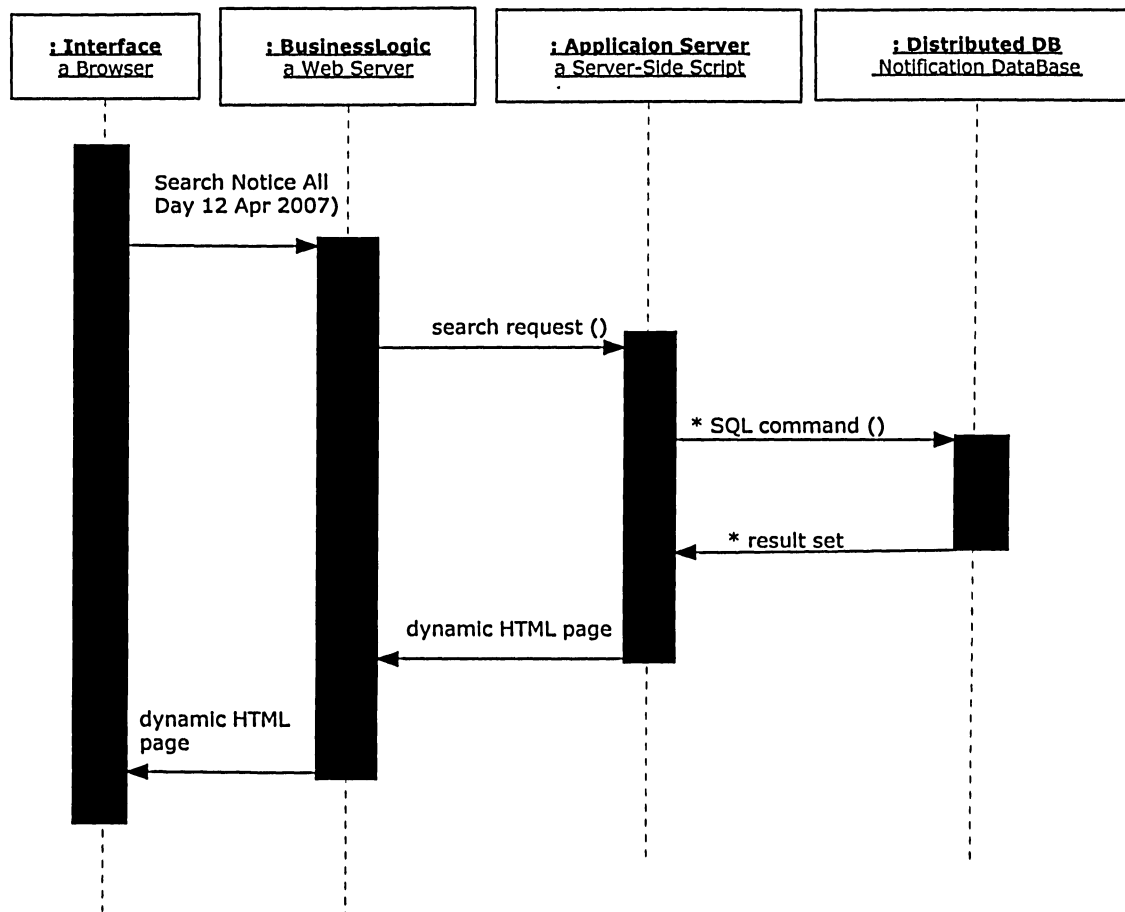 : Interface
a Browser
: BusinessLogic
a Web Server
: Applicaion Server
a Server-Side Script
: Distributed DB
Notification DataBase
Search Notice All
Day 12 Apr 2007)
search request ()
* SQL command ()
* result set
dynamic HTML page
dynamic HTML
page